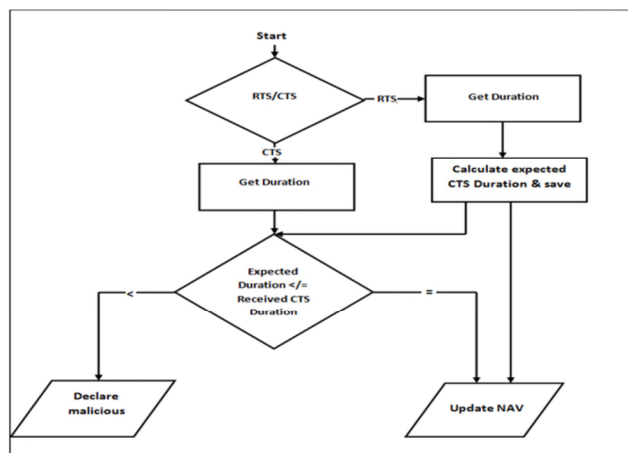 Start
RTS/CTS
RTS
Get Duration
CTS
Get Duration
Calculate expected
CTS Duration & save
Expected
Duration </=
Received CTS
Duration
<
=
Declare
malicious
Update NAV